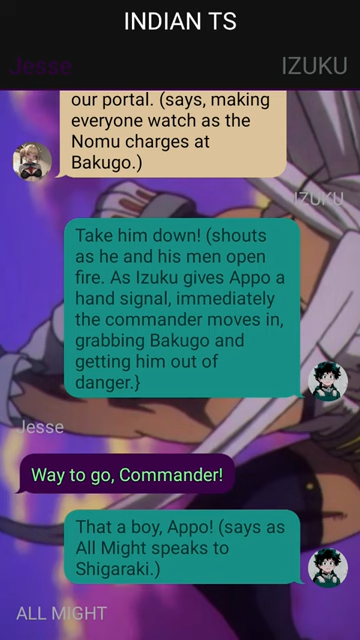 INDIAN TS
Jesse
IZUKU
our portal. (says, making
everyone watch as the
Nomu charges at
Bakugo.)
IZUKU
Take him down! (shouts
as he and his men open
fire. As Izuku gives Appo a
hand signal, immediately
the commander moves in,
grabbing Bakugo and
getting him out of
danger.}
Jesse
Way to go, Commander!
That a boy, Appo! (says as
All Might speaks to
Shigaraki.)
ALL MIGHT